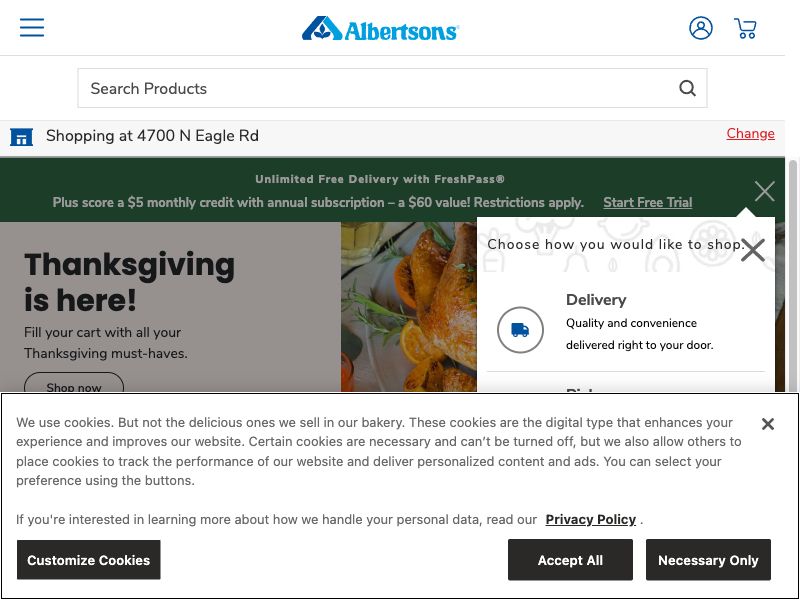 Albertsons
Search Products
Shopping at 4700 N Eagle Rd
Change
Unlimited Free Delivery with FreshPass®
Plus score a $5 monthly credit with annual subscription – a $60 value! Restrictions apply.
Start Free Trial
Choose how you would like to shop.
Thanksgiving
is here!
Fill your cart with all your
Thanksgiving must-haves.
Shop now
Delivery
Quality and convenience
delivered right to your door.
We use cookies. But not the delicious ones we sell in our bakery. These cookies are the digital type that enhances your
experience and improves our website. Certain cookies are necessary and can’t be turned off, but we also allow others to
place cookies to track the performance of our website and deliver personalized content and ads. You can select your
preference using the buttons.
If you're interested in learning more about how we handle your personal data, read our Privacy Policy .
Customize Cookies
Accept All
Necessary Only